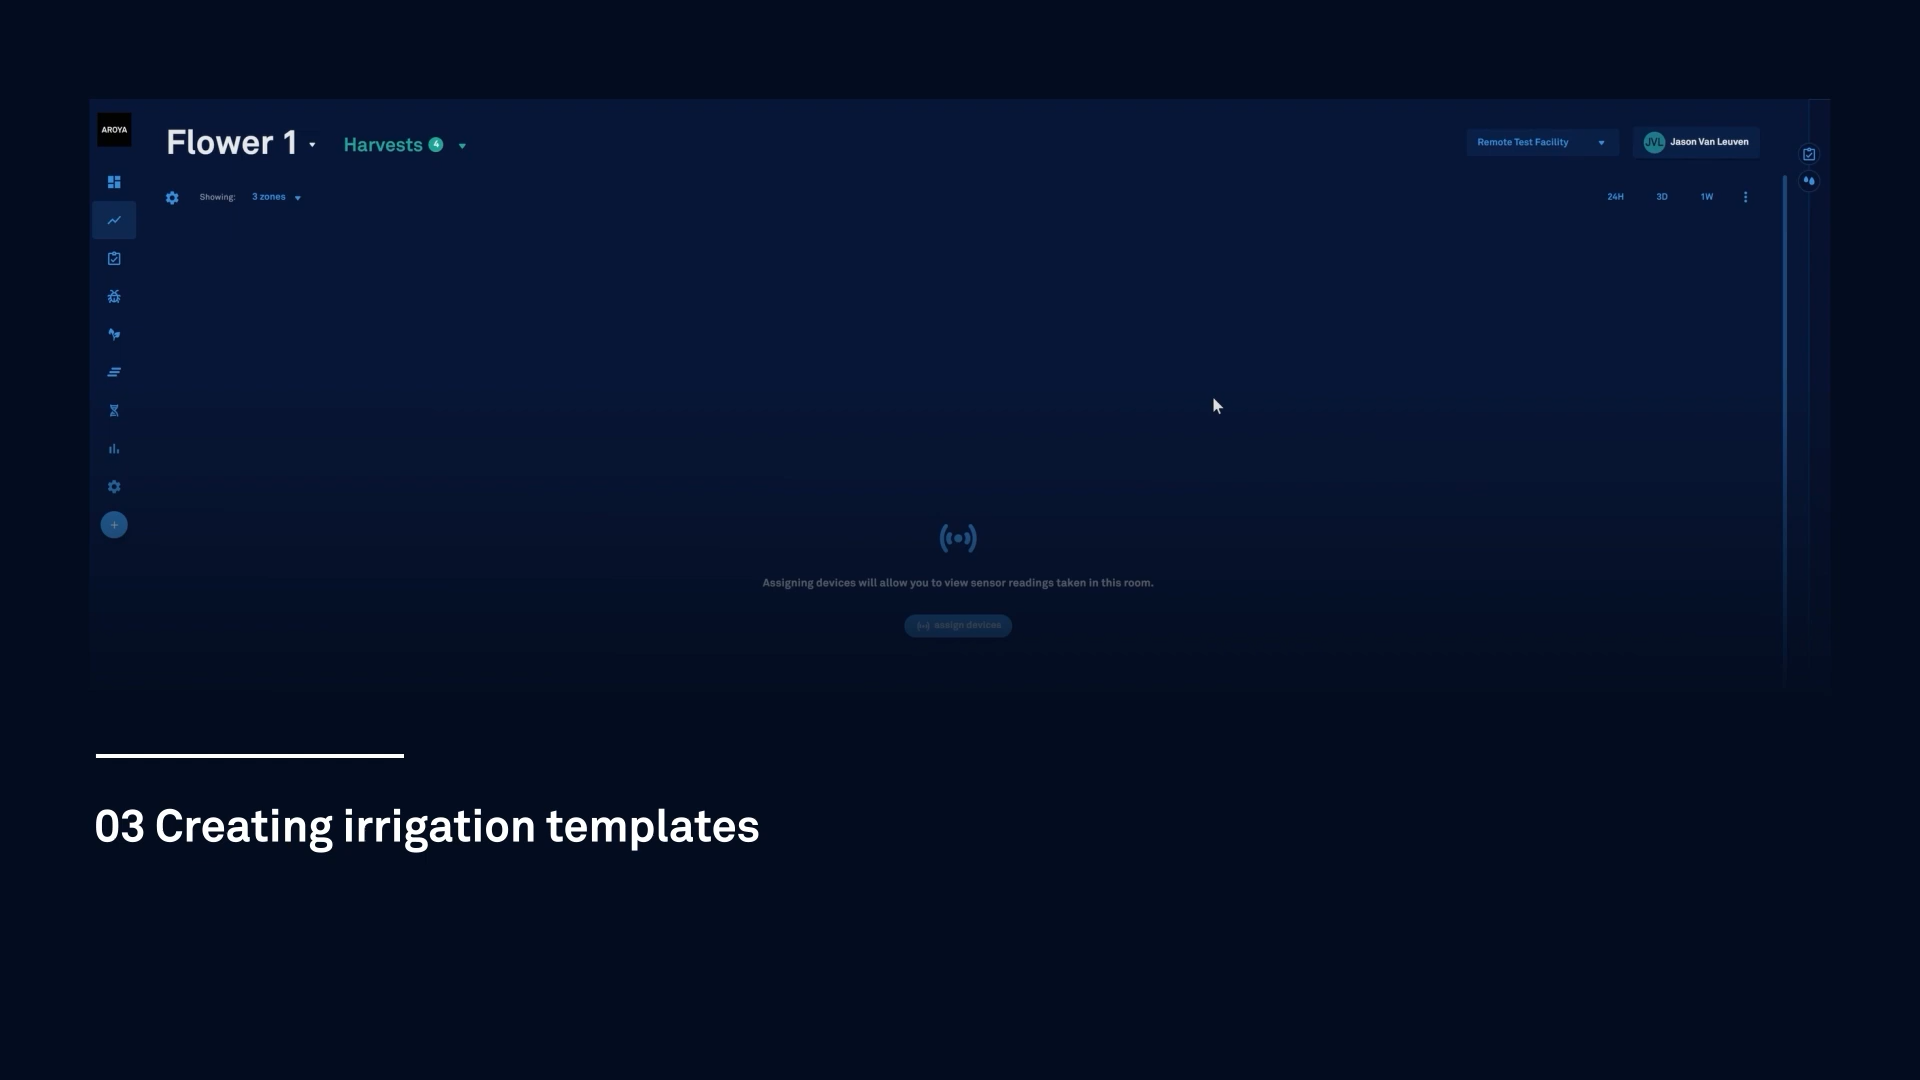 AROYA
Flower 1
Harvests 4
Remote Test Facility
JVL Jason Van Leuven
Showing: 3 zones
24H 3D 1W
Assigning devices will allow you to view sensor readings taken in this room.
assign devices
03 Creating irrigation templates